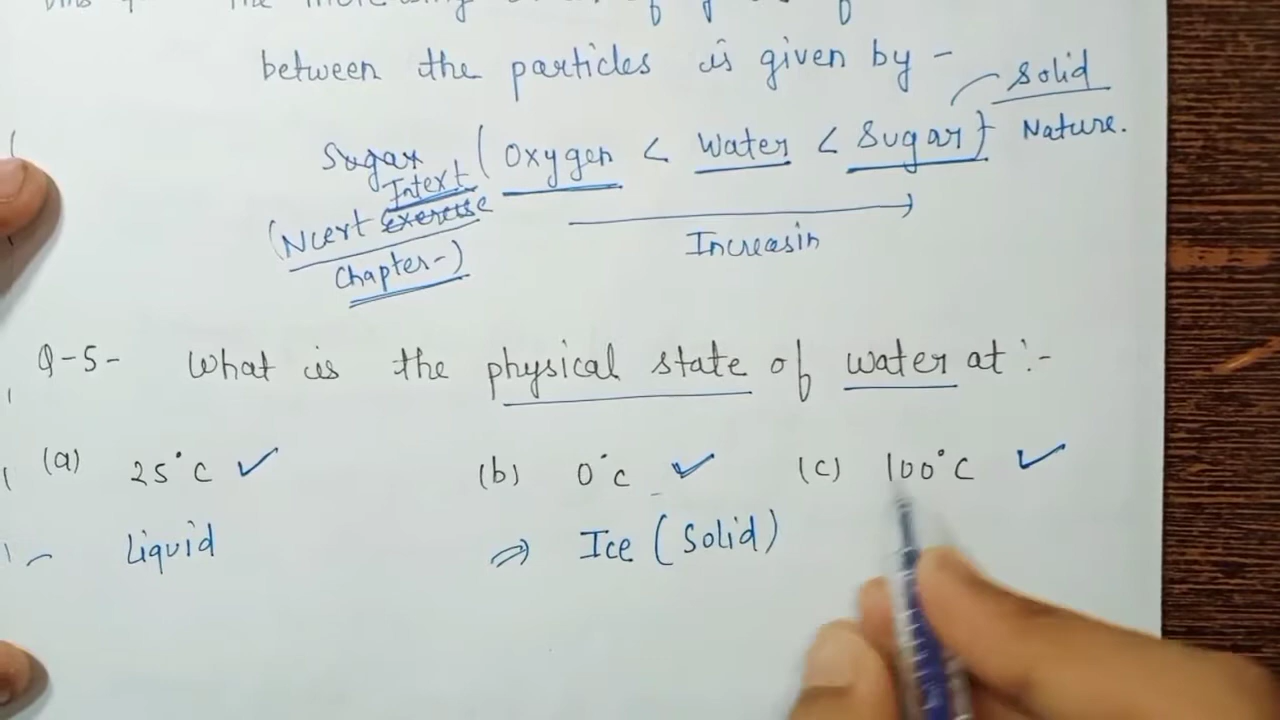 between the particles is given by -
Solid
Sugar (Oxygen < Water < Sugar} Nature.
Intext
(Ncert Exercise
Increasin
Chapter-)
Q-5- What is the physical state of water at :-
(a) 25°C ✓ (b) 0°C ✓ (c) 100°C ✓
Liquid ⇒ Ice (Solid)